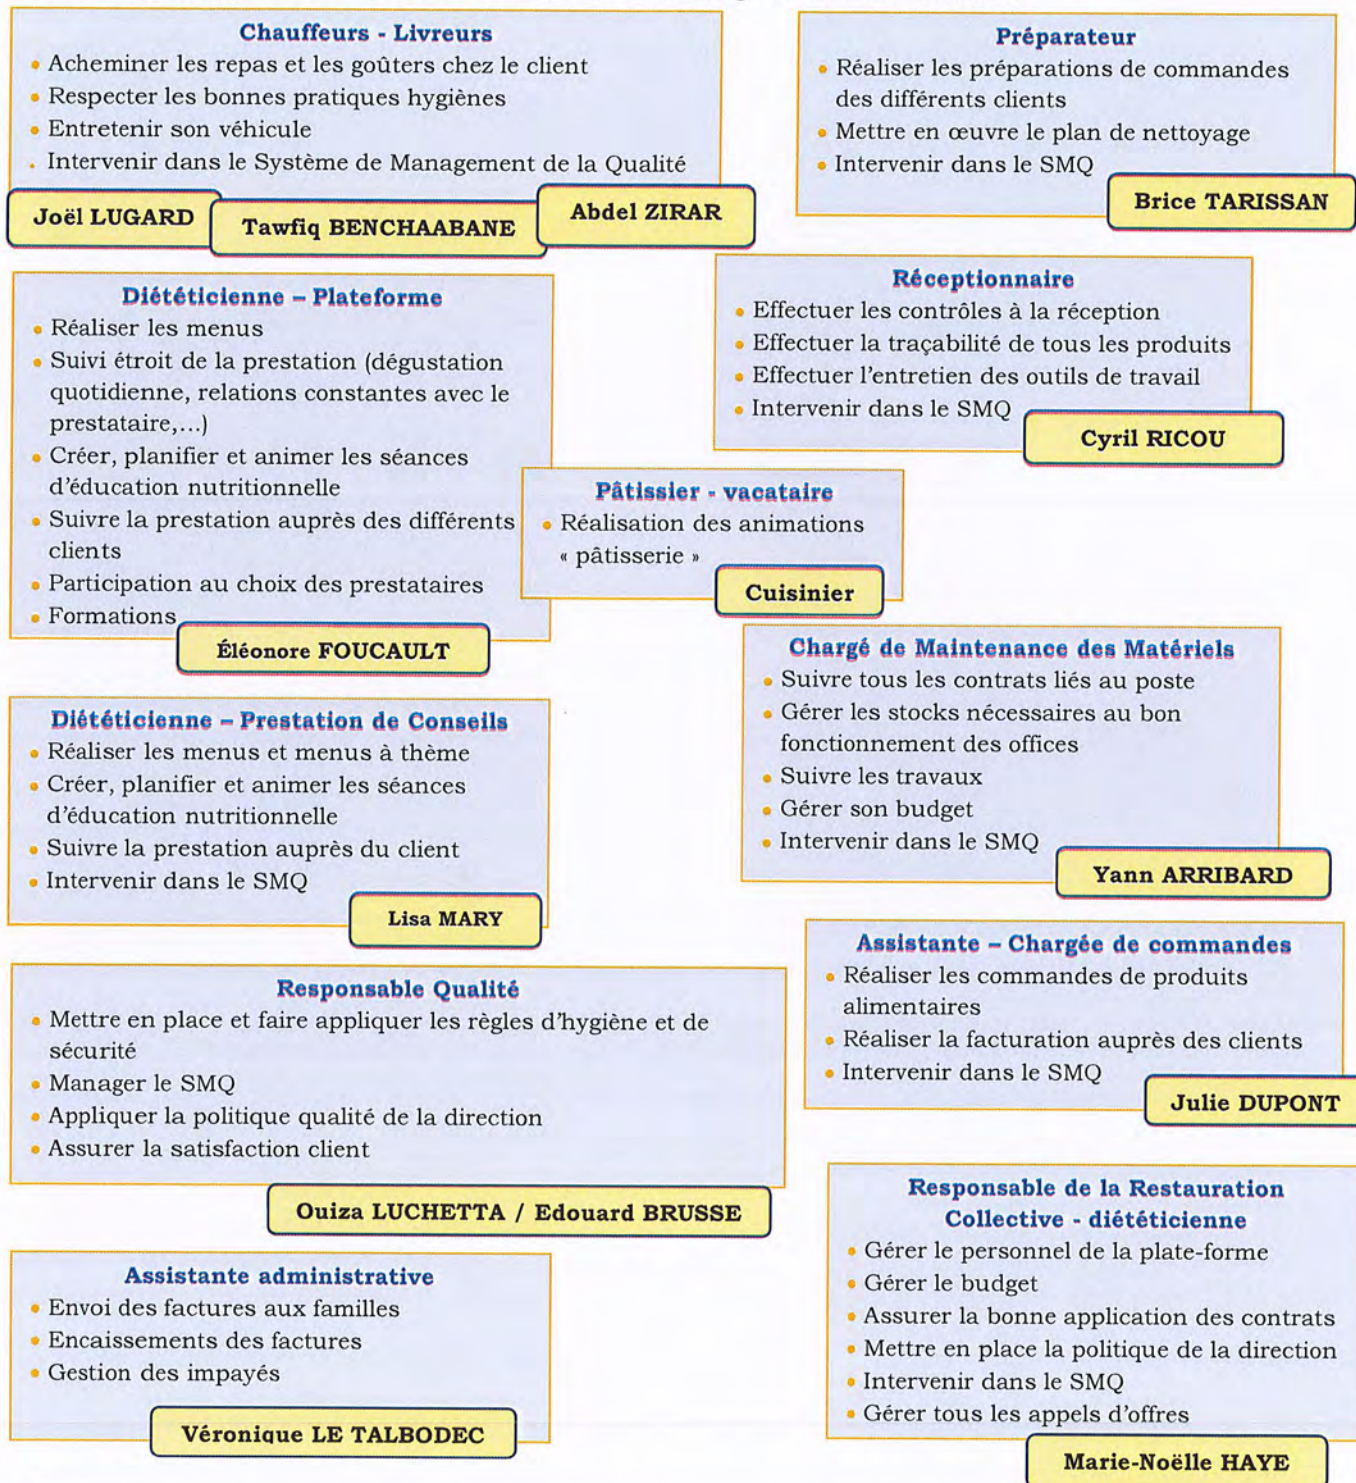 Chauffeurs - Livreurs
• Acheminer les repas et les goûters chez le client
• Respecter les bonnes pratiques hygiènes
• Entretenir son véhicule
• Intervenir dans le Système de Management de la Qualité
Joël LUGARD
Tawfiq BENCHAABANE
Abdel ZIRAR
Préparateur
• Réaliser les préparations de commandes
des différents clients
• Mettre en œuvre le plan de nettoyage
• Intervenir dans le SMQ
Brice TARISSAN
Diététicienne – Plateforme
• Réaliser les menus
• Suivi étroit de la prestation (dégustation
quotidienne, relations constantes avec le
prestataire,...)
• Créer, planifier et animer les séances
d'éducation nutritionnelle
• Suivre la prestation auprès des différents
clients
• Participation au choix des prestataires
• Formations
Éléonore FOUCAULT
Réceptionnaire
• Effectuer les contrôles à la réception
• Effectuer la traçabilité de tous les produits
• Effectuer l'entretien des outils de travail
• Intervenir dans le SMQ
Cyril RICOU
Pâtissier - vacataire
• Réalisation des animations
« pâtisserie »
Cuisinier
Chargé de Maintenance des Matériels
• Suivre tous les contrats liés au poste
• Gérer les stocks nécessaires au bon
fonctionnement des offices
• Suivre les travaux
• Gérer son budget
• Intervenir dans le SMQ
Yann ARRIBARD
Diététicienne – Prestation de Conseils
• Réaliser les menus et menus à thème
• Créer, planifier et animer les séances
d'éducation nutritionnelle
• Suivre la prestation auprès du client
• Intervenir dans le SMQ
Lisa MARY
Assistante – Chargée de commandes
• Réaliser les commandes de produits
alimentaires
• Réaliser la facturation auprès des clients
• Intervenir dans le SMQ
Julie DUPONT
Responsable Qualité
• Mettre en place et faire appliquer les règles d'hygiène et de
sécurité
• Manager le SMQ
• Appliquer la politique qualité de la direction
• Assurer la satisfaction client
Ouiza LUCHETTA / Edouard BRUSSE
Responsable de la Restauration
Collective - diététicienne
• Gérer le personnel de la plate-forme
• Gérer le budget
• Assurer la bonne application des contrats
• Mettre en place la politique de la direction
• Intervenir dans le SMQ
• Gérer tous les appels d'offres
Marie-Noëlle HAYE
Assistante administrative
• Envoi des factures aux familles
• Encaissements des factures
• Gestion des impayés
Véronique LE TALBODEC